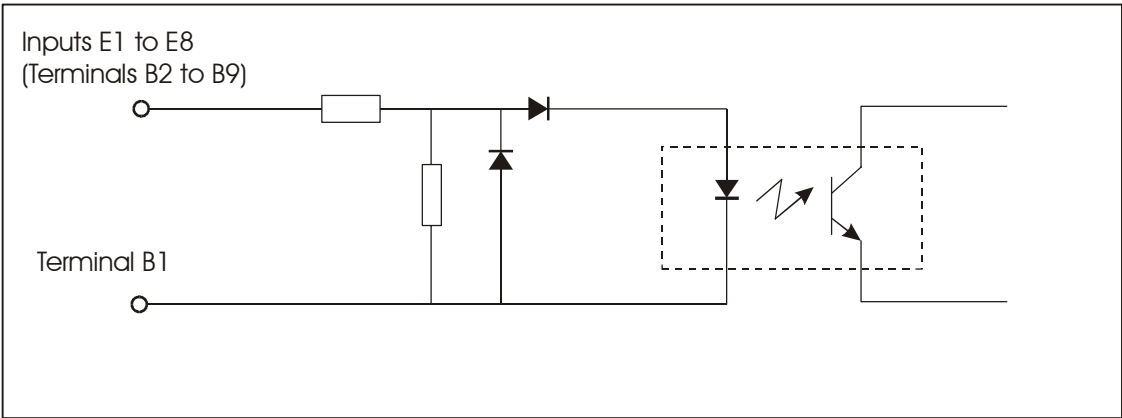 Inputs E1 to E8
(Terminals B2 to B9)
Terminal B1